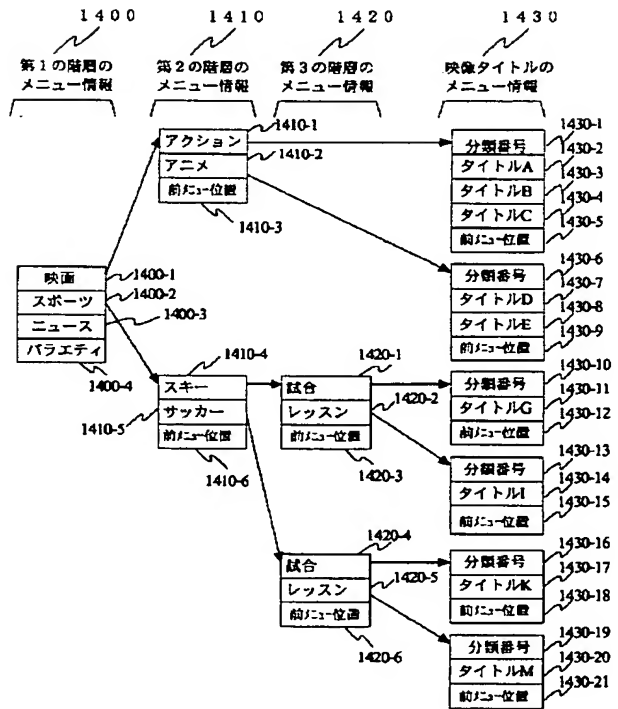 1400
1410
1420
1430
第1の階層の
メニュー情報
第2の階層の
メニュー情報
第3の階層の
メニュー情報
映像タイトルの
メニュー情報
アクション
アニメ
前メニュー位置
1410-1
1410-2
1410-3
分類番号
タイトルA
タイトルB
タイトルC
前メニュー位置
1430-1
1430-2
1430-3
1430-4
1430-5
映画
スポーツ
ニュース
バラエティ
1400-1
1400-2
1400-3
1400-4
分類番号
タイトルD
タイトルE
前メニュー位置
1430-6
1430-7
1430-8
1430-9
1410-4
スキー
サッカー
前メニュー位置
1410-5
1410-6
1420-1
試合
レッスン
前メニュー位置
1420-2
1420-3
分類番号
タイトルG
前メニュー位置
1430-10
1430-11
1430-12
分類番号
タイトルI
前メニュー位置
1430-13
1430-14
1430-15
1420-4
試合
レッスン
前メニュー位置
1420-5
1420-6
分類番号
タイトルK
前メニュー位置
1430-16
1430-17
1430-18
分類番号
タイトルM
前メニュー位置
1430-19
1430-20
1430-21